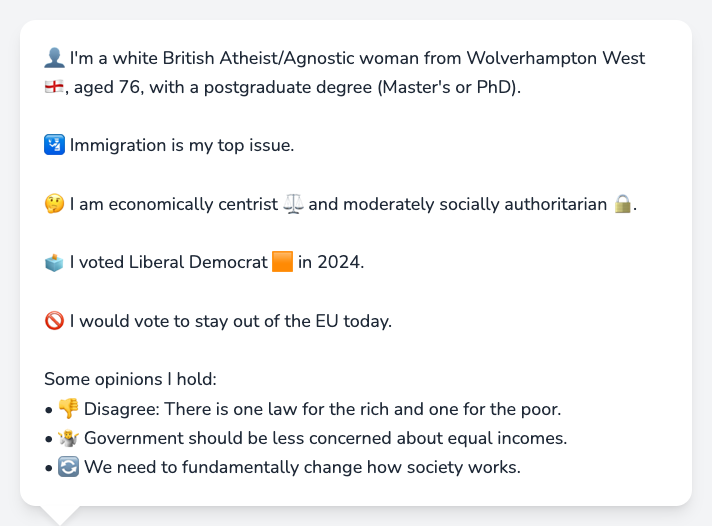 👤 I'm a white British Atheist/Agnostic woman from Wolverhampton West
🏴󠁧󠁢󠁥󠁮󠁧󠁿, aged 76, with a postgraduate degree (Master's or PhD).
🛂 Immigration is my top issue.
🤔 I am economically centrist ⚖️ and moderately socially authoritarian 🔒.
🗳️ I voted Liberal Democrat 🟧 in 2024.
🚫 I would vote to stay out of the EU today.
Some opinions I hold:
• 👎 Disagree: There is one law for the rich and one for the poor.
• 🤷 Government should be less concerned about equal incomes.
• 🔄 We need to fundamentally change how society works.